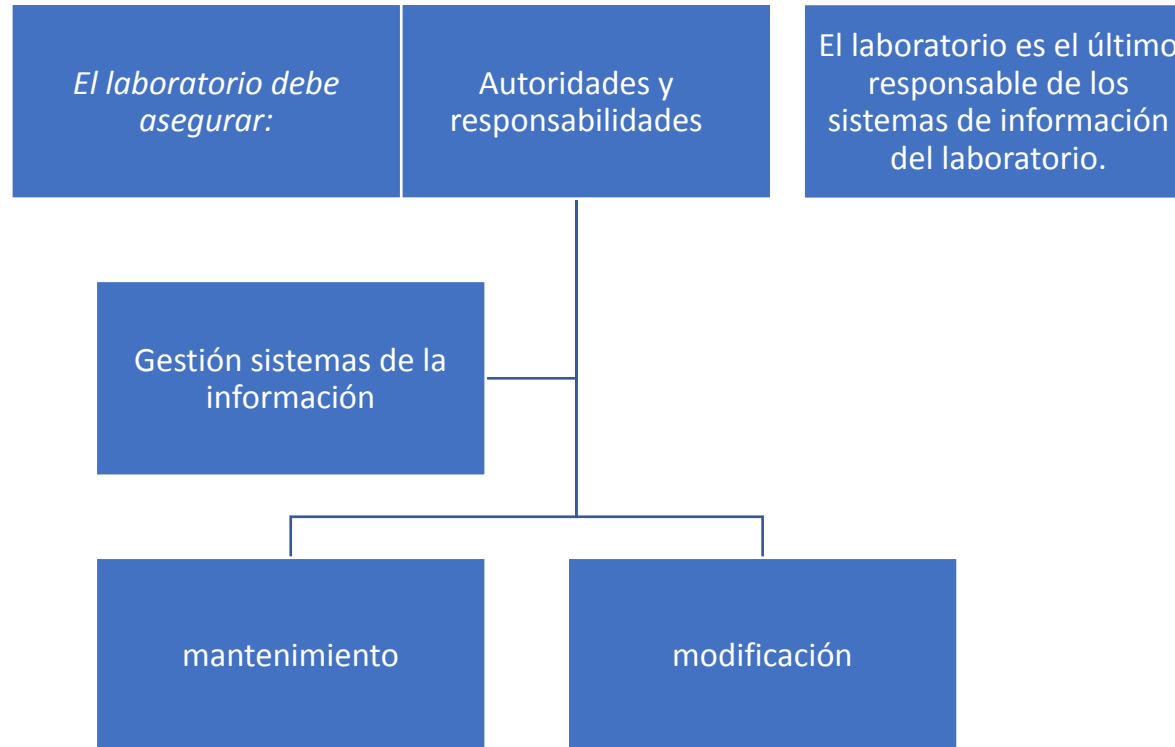 El laboratorio debe
asegurar:
Autoridades y
responsabilidades
El laboratorio es el último
responsable de los
sistemas de información
del laboratorio.
Gestión sistemas de la
información
mantenimiento
modificación